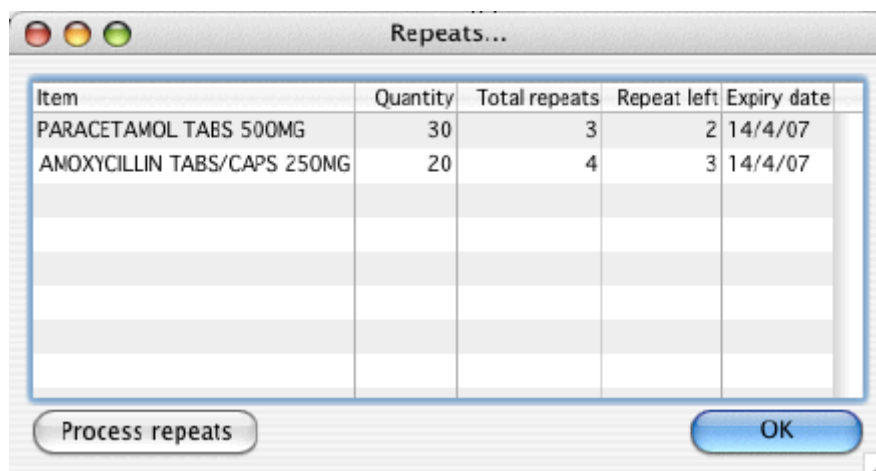 Repeats...
Item Quantity Total repeats Repeat left Expiry date
PARACETAMOL TABS 500MG 30 3 2 14/4/07
AMOXYCILLIN TABS/CAPS 250MG 20 4 3 14/4/07
Process repeats OK